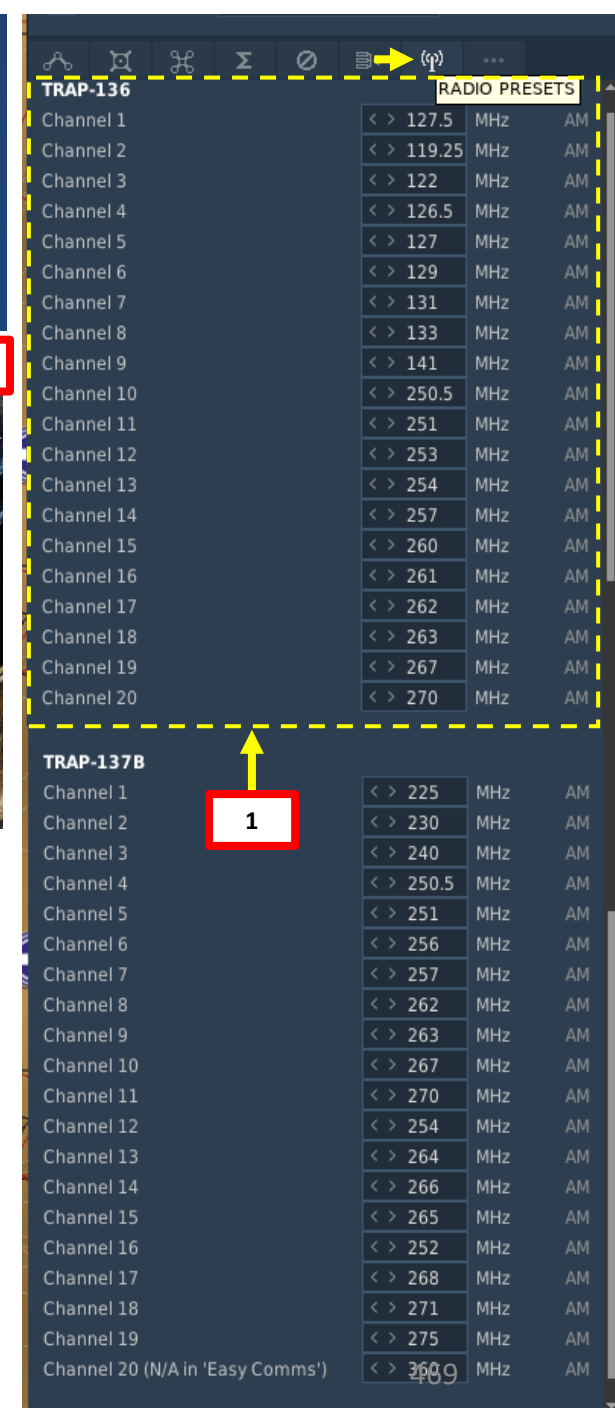 Σ
RADIO PRESETS
TRAP-136
Channel 1 < > 127.5 MHz AM
Channel 2 < > 119.25 MHz AM
Channel 3 < > 122 MHz AM
Channel 4 < > 126.5 MHz AM
Channel 5 < > 127 MHz AM
Channel 6 < > 129 MHz AM
Channel 7 < > 131 MHz AM
Channel 8 < > 133 MHz AM
Channel 9 < > 141 MHz AM
Channel 10 < > 250.5 MHz AM
Channel 11 < > 251 MHz AM
Channel 12 < > 253 MHz AM
Channel 13 < > 254 MHz AM
Channel 14 < > 257 MHz AM
Channel 15 < > 260 MHz AM
Channel 16 < > 261 MHz AM
Channel 17 < > 262 MHz AM
Channel 18 < > 263 MHz AM
Channel 19 < > 267 MHz AM
Channel 20 < > 270 MHz AM
TRAP-137B
1
Channel 1 < > 225 MHz AM
Channel 2 < > 230 MHz AM
Channel 3 < > 240 MHz AM
Channel 4 < > 250.5 MHz AM
Channel 5 < > 251 MHz AM
Channel 6 < > 256 MHz AM
Channel 7 < > 257 MHz AM
Channel 8 < > 262 MHz AM
Channel 9 < > 263 MHz AM
Channel 10 < > 267 MHz AM
Channel 11 < > 270 MHz AM
Channel 12 < > 254 MHz AM
Channel 13 < > 264 MHz AM
Channel 14 < > 266 MHz AM
Channel 15 < > 265 MHz AM
Channel 16 < > 252 MHz AM
Channel 17 < > 268 MHz AM
Channel 18 < > 271 MHz AM
Channel 19 < > 275 MHz AM
Channel 20 (N/A in 'Easy Comms') < > MHz AM
469